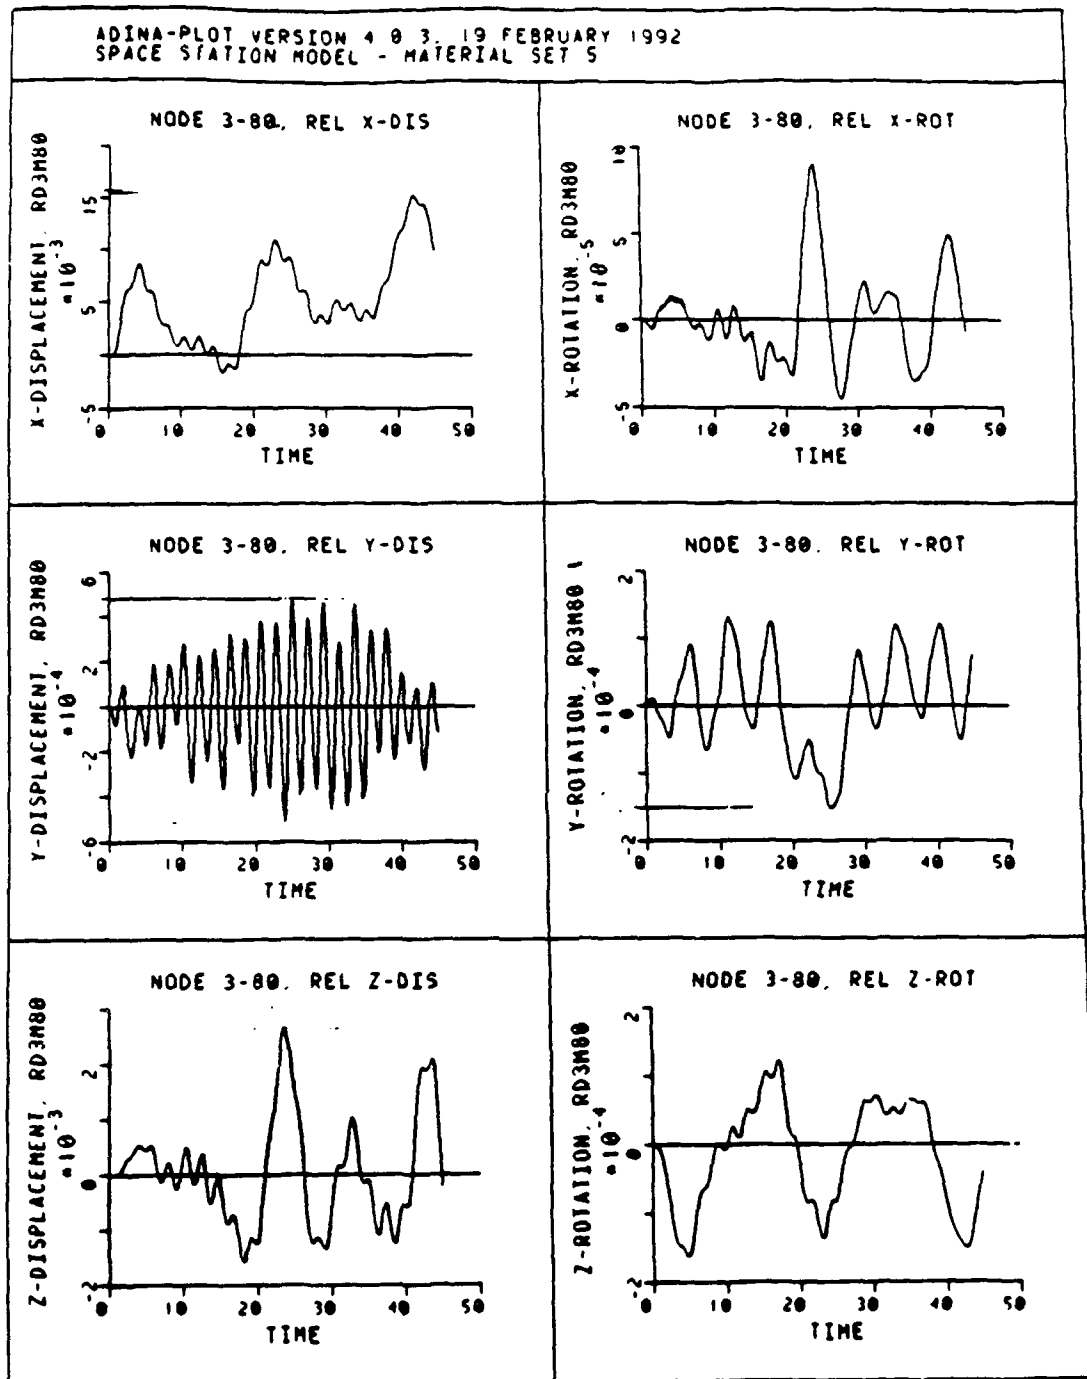 ADINA-PLOT VERSION 4 0 3, 19 FEBRUARY 1992
SPACE STATION MODEL - MATERIAL SET 5
NODE 3-80, REL X-DIS
X-DISPLACEMENT, RD3M80
*10^-3
15
5
-5
0 10 20 30 40 50
TIME
NODE 3-80, REL X-ROT
X-ROTATION, RD3M80
*10^-5
10
5
0
-5
0 10 20 30 40 50
TIME
NODE 3-80, REL Y-DIS
Y-DISPLACEMENT, RD3M80
*10^-4
6
2
-2
-6
0 10 20 30 40 50
TIME
NODE 3-80, REL Y-ROT
Y-ROTATION, RD3M80
*10^-4
2
0
-2
0 10 20 30 40 50
TIME
NODE 3-80, REL Z-DIS
Z-DISPLACEMENT, RD3M80
*10^-3
2
0
-2
0 10 20 30 40 50
TIME
NODE 3-80, REL Z-ROT
Z-ROTATION, RD3M80
*10^-4
2
0
-2
0 10 20 30 40 50
TIME